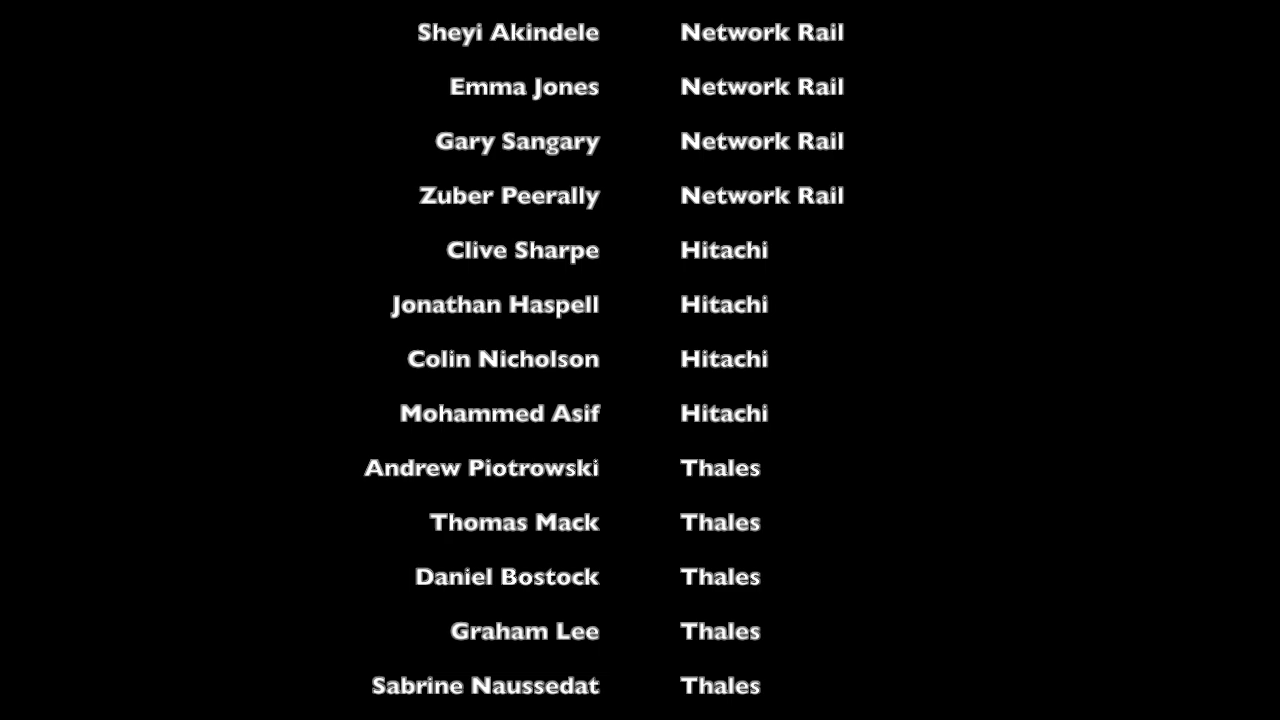 Sheyi Akindele Network Rail
Emma Jones Network Rail
Gary Sangary Network Rail
Zuber Peerally Network Rail
Clive Sharpe Hitachi
Jonathan Haspell Hitachi
Colin Nicholson Hitachi
Mohammed Asif Hitachi
Andrew Piotrowski Thales
Thomas Mack Thales
Daniel Bostock Thales
Graham Lee Thales
Sabrine Naussedat Thales